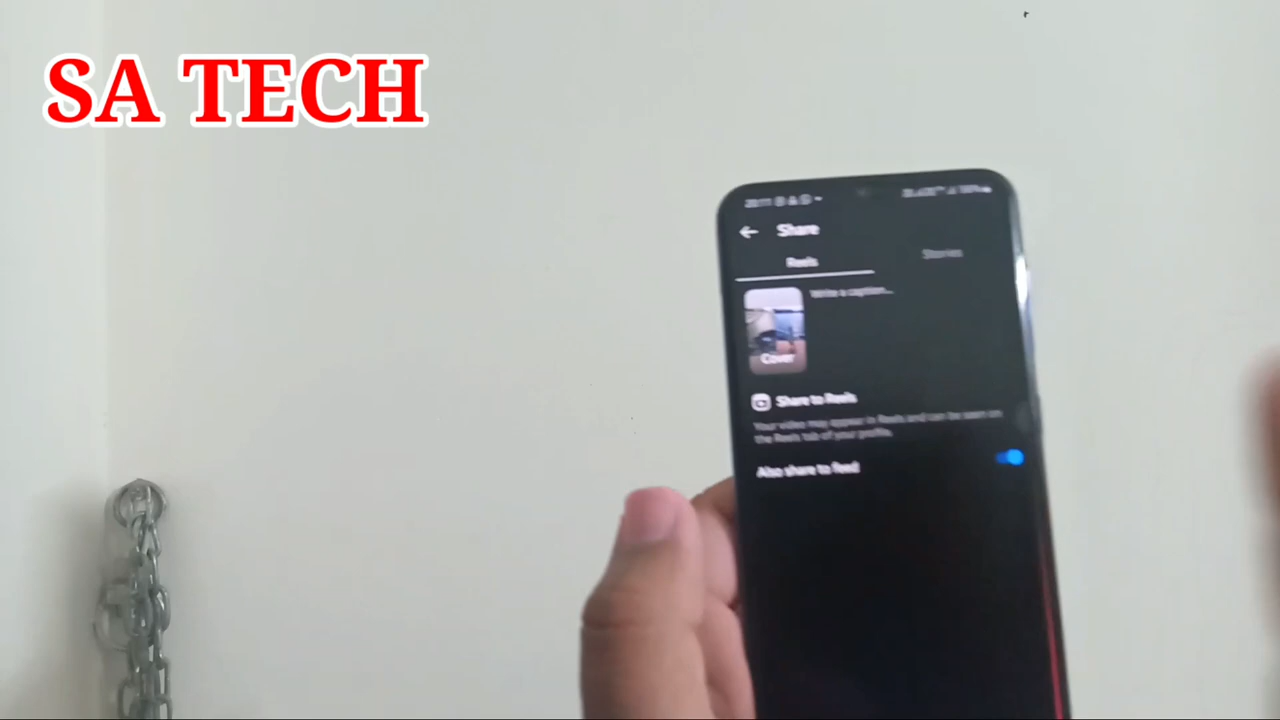 SA TECH
Share
Reels
Stories
Write a caption...
Cover
Share to Reels
Your video may appear in Reels and can be seen on
the Reels tab of your profile.
Also share to feed